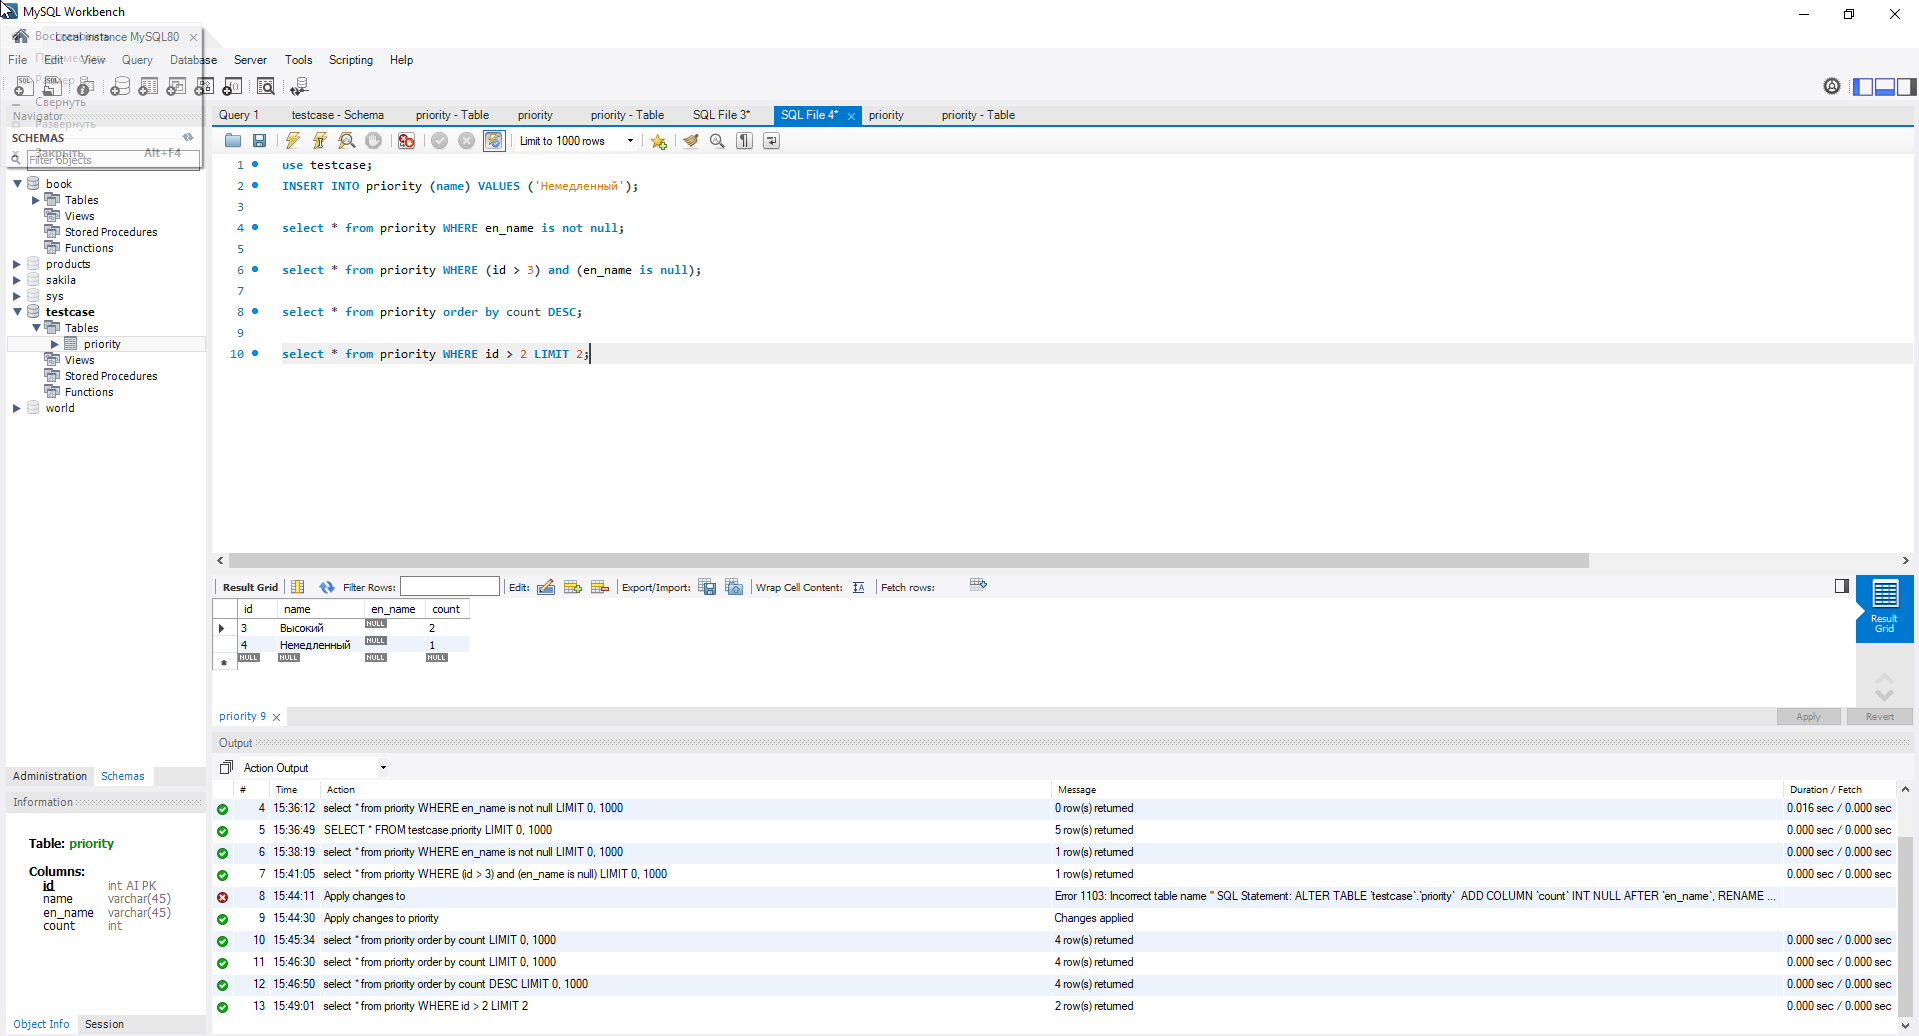 MySQL Workbench
Восстановить
Local instance MySQL80
Переместить
File Edit View Query Database Server Tools Scripting Help
Размер
Свернуть
Navigator
Развернуть
SCHEMAS
Закрыть Alt+F4
Filter objects
book
Tables
Views
Stored Procedures
Functions
products
sakila
sys
testcase
Tables
priority
Views
Stored Procedures
Functions
world
Administration Schemas
Information
Table: priority
Columns:
id int AI PK
name varchar(45)
en_name varchar(45)
count int
Object Info Session
Query 1 testcase - Schema priority - Table priority priority - Table SQL File 3* SQL File 4* priority priority - Table
Limit to 1000 rows
1 use testcase;
2 INSERT INTO priority (name) VALUES ('Немедленный');
3
4 select * from priority WHERE en_name is not null;
5
6 select * from priority WHERE (id > 3) and (en_name is null);
7
8 select * from priority order by count DESC;
9
10 select * from priority WHERE id > 2 LIMIT 2;
Result Grid Filter Rows: Edit: Export/Import: Wrap Cell Content: Fetch rows:
id name en_name count
3 Высокий NULL 2
4 Немедленный NULL 1
NULL NULL NULL NULL
Result
Grid
priority 9
Apply Revert
Output
Action Output
# Time Action Message Duration / Fetch
4 15:36:12 select * from priority WHERE en_name is not null LIMIT 0, 1000 0 row(s) returned 0.016 sec / 0.000 sec
5 15:36:49 SELECT * FROM testcase.priority LIMIT 0, 1000 5 row(s) returned 0.000 sec / 0.000 sec
6 15:38:19 select * from priority WHERE en_name is not null LIMIT 0, 1000 1 row(s) returned 0.000 sec / 0.000 sec
7 15:41:05 select * from priority WHERE (id > 3) and (en_name is null) LIMIT 0, 1000 1 row(s) returned 0.000 sec / 0.000 sec
8 15:44:11 Apply changes to Error 1103: Incorrect table name '' SQL Statement: ALTER TABLE `testcase`.`priority` ADD COLUMN `count` INT NULL AFTER `en_name`, RENAME ...
9 15:44:30 Apply changes to priority Changes applied
10 15:45:34 select * from priority order by count LIMIT 0, 1000 4 row(s) returned 0.000 sec / 0.000 sec
11 15:46:30 select * from priority order by count LIMIT 0, 1000 4 row(s) returned 0.000 sec / 0.000 sec
12 15:46:50 select * from priority order by count DESC LIMIT 0, 1000 4 row(s) returned 0.000 sec / 0.000 sec
13 15:49:01 select * from priority WHERE id > 2 LIMIT 2 2 row(s) returned 0.000 sec / 0.000 sec